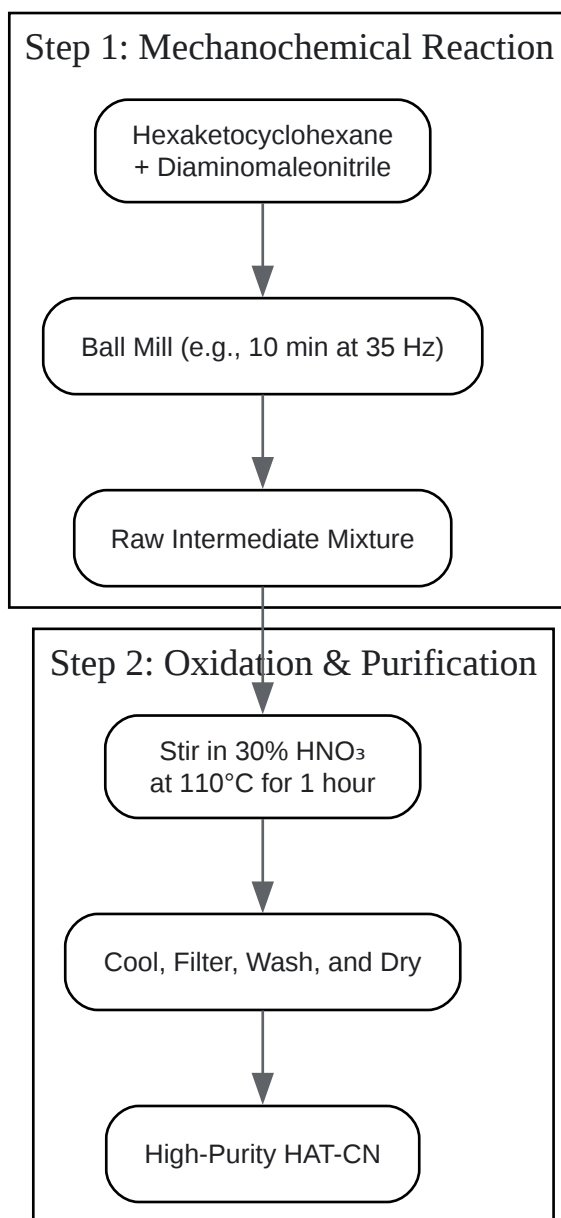 Step 1: Mechanochemical Reaction
Hexaketocyclohexane
+ Diaminomaleonitrile
Ball Mill (e.g., 10 min at 35 Hz)
Raw Intermediate Mixture
Step 2: Oxidation & Purification
Stir in 30% HNO₃
at 110°C for 1 hour
Cool, Filter, Wash, and Dry
High-Purity HAT-CN